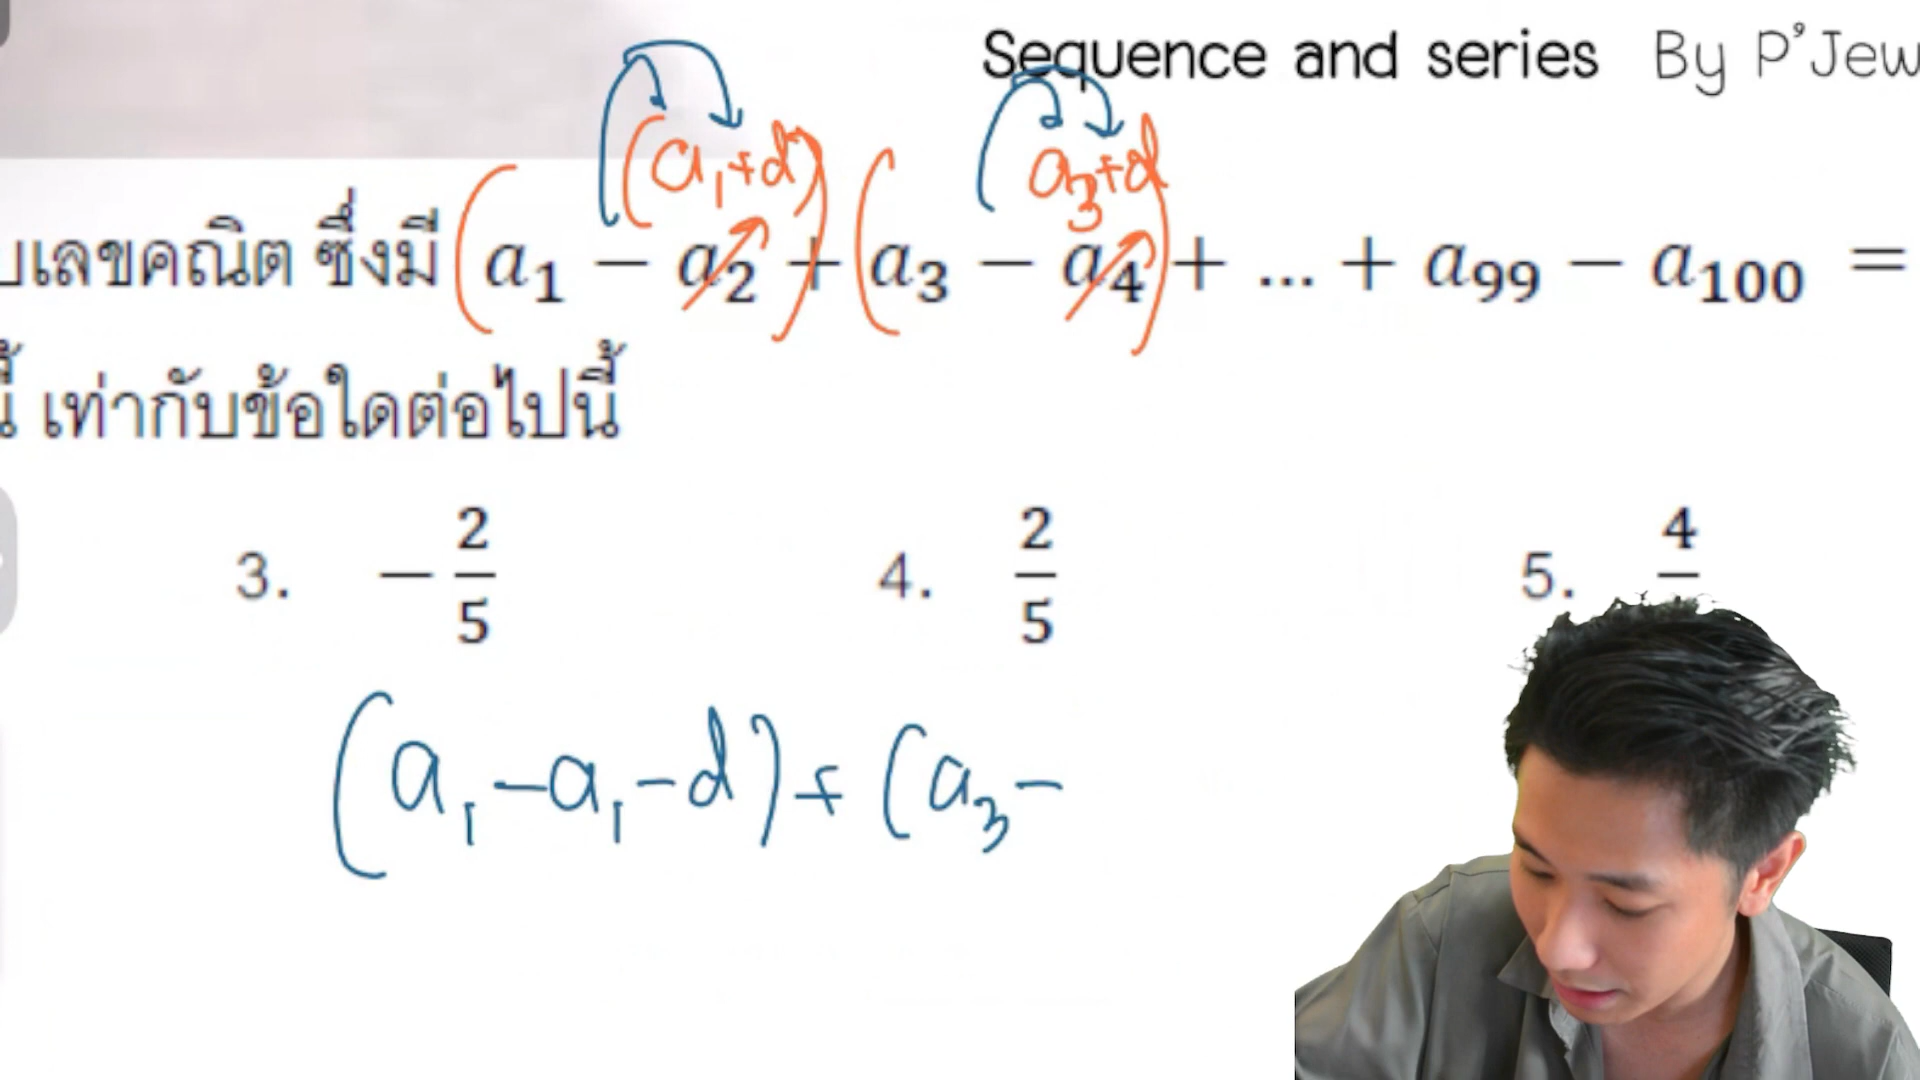 Sequence and series By P'Jew
(a₁+d) a₃+d
เลขคณิต ซึ่งมี (a₁ − a₂) + (a₃ − a₄) + ... + a₉₉ − a₁₀₀ =
เท่ากับข้อใดต่อไปนี้
3. −2/5 4. 2/5 5. 4
(a₁−a₁−d)+(a₃−